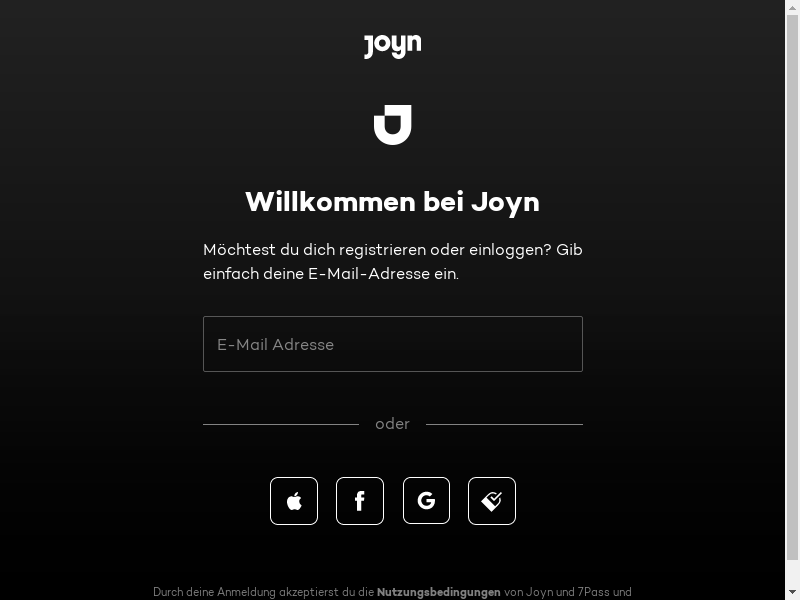 joyn
Willkommen bei Joyn
Möchtest du dich registrieren oder einloggen? Gib
einfach deine E-Mail-Adresse ein.
E-Mail Adresse
oder
Durch deine Anmeldung akzeptierst du die Nutzungsbedingungen von Joyn und 7Pass und